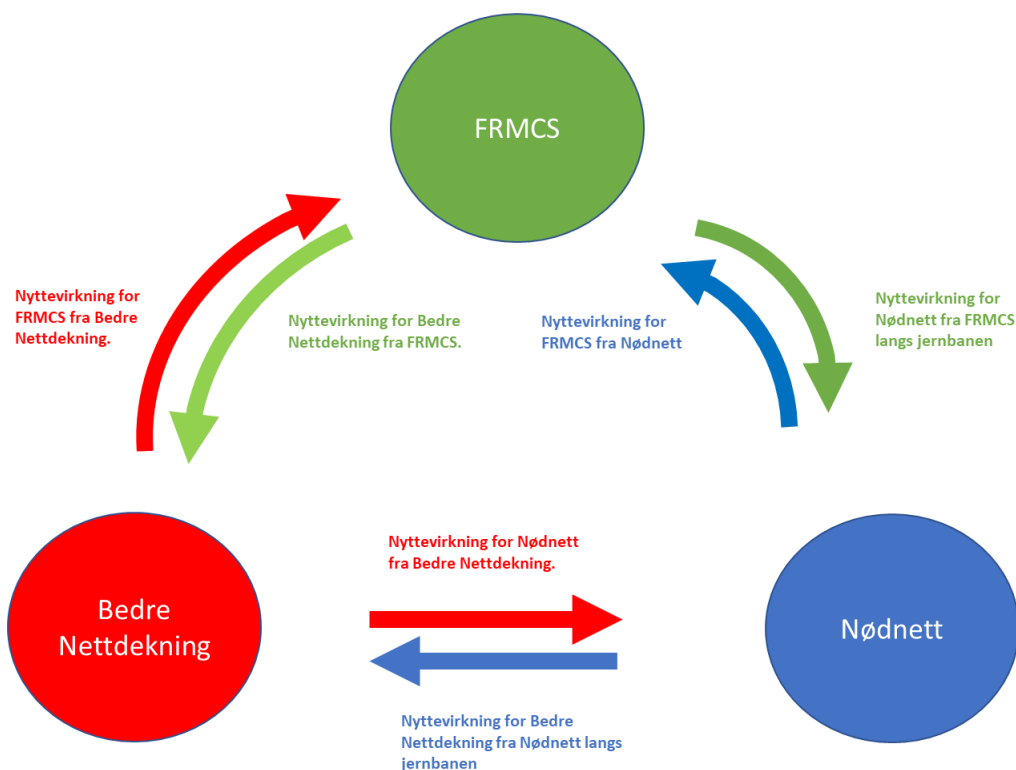 FRMCS
Nyttevirkning for
FRMCS fra Bedre
Nettdekning.
Nyttevirkning for Bedre
Nettdekning fra FRMCS.
Nyttevirkning for
FRMCS fra Nødnett
Nyttevirkning for
Nødnett fra FRMCS
langs jernbanen
Nyttevirkning for Nødnett
fra Bedre Nettdekning.
Bedre
Nettdekning
Nødnett
Nyttevirkning for Bedre
Nettdekning fra Nødnett langs
jernbanen